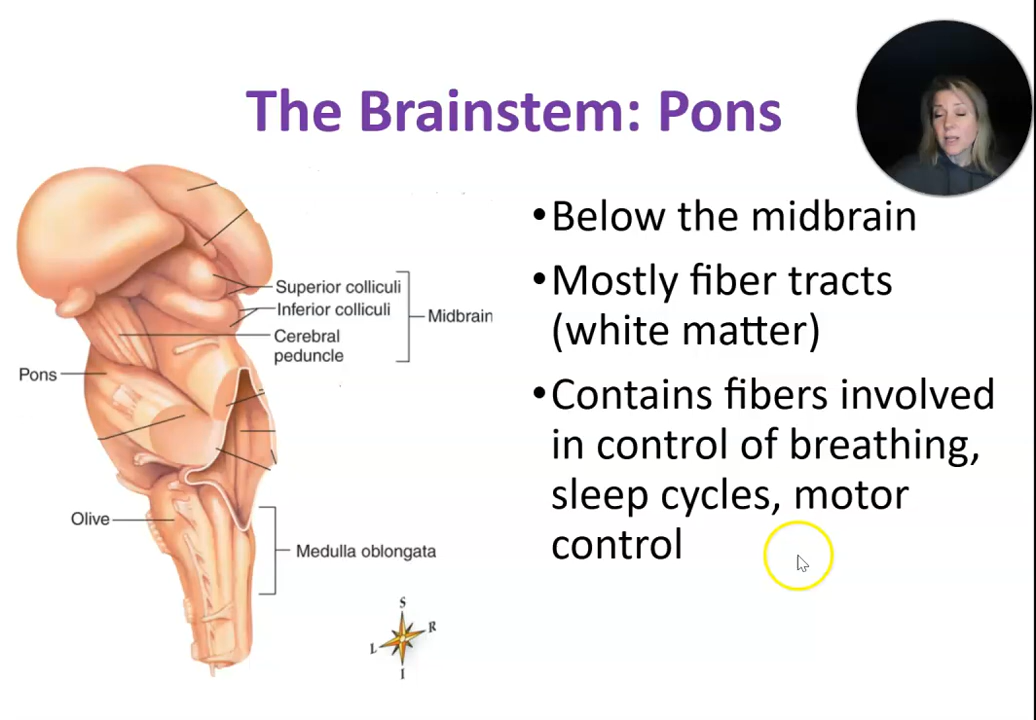 The Brainstem: Pons
•Below the midbrain
•Mostly fiber tracts
(white matter)
•Contains fibers involved
in control of breathing,
sleep cycles, motor
control
Superior colliculi
Inferior colliculi
Cerebral
peduncle
Midbrain
Pons
Olive
Medulla oblongata
S
R
L
I